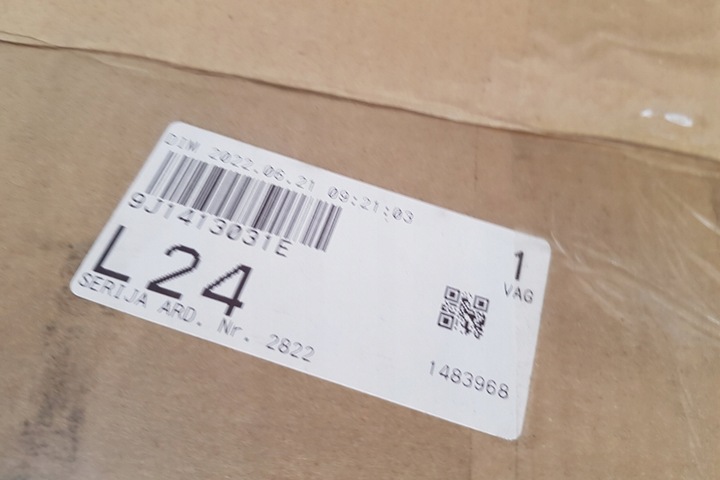 DIM 2022.06.21 09:21:03
9J1413031E
L24
SERIJA ARD. Nr. 2822
1
VAG
1483968